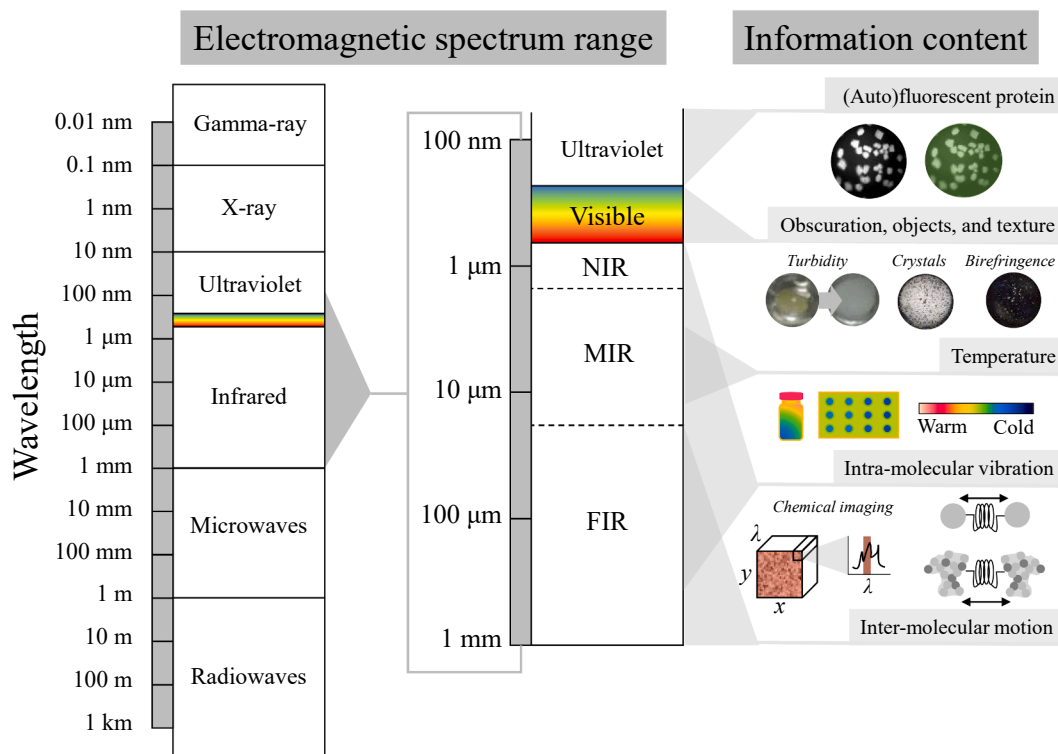 Electromagnetic spectrum range
Information content
Wavelength
0.01 nm
0.1 nm
1 nm
10 nm
100 nm
1 µm
10 µm
100 µm
1 mm
10 mm
100 mm
1 m
10 m
100 m
1 km
Gamma-ray
X-ray
Ultraviolet
Infrared
Microwaves
Radiowaves
100 nm
1 µm
10 µm
100 µm
1 mm
Ultraviolet
Visible
NIR
MIR
FIR
(Auto)fluorescent protein
Obscuration, objects, and texture
Turbidity Crystals Birefringence
Temperature
Warm Cold
Intra-molecular vibration
Chemical imaging
λ
y
x
λ
Inter-molecular motion